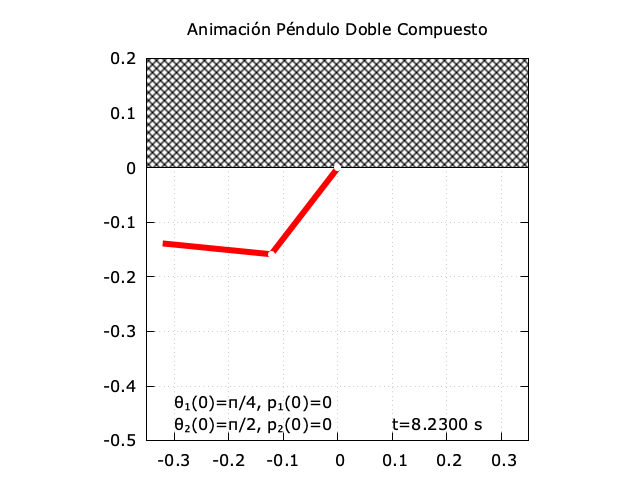 Animación Péndulo Doble Compuesto
0.2
0.1
0
-0.1
-0.2
-0.3
-0.4
-0.5
θ₁(0)=π/4, p₁(0)=0
θ₂(0)=π/2, p₂(0)=0
t=8.2300 s
-0.3 -0.2 -0.1 0 0.1 0.2 0.3